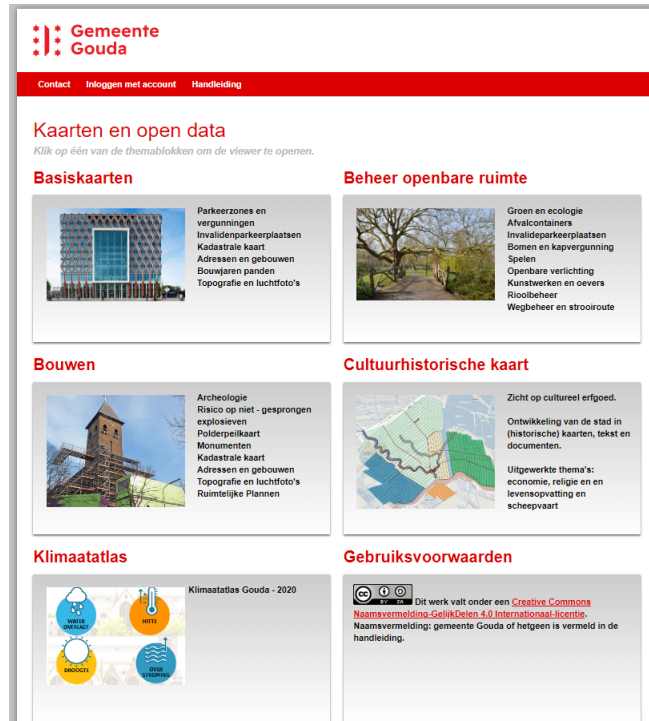 Gemeente
Gouda
Contact Inloggen met account Handleiding
Kaarten en open data
Klik op één van de themablokken om de viewer te openen.
Basiskaarten
Parkeerzones en
vergunningen
Invalidenparkeerplaatsen
Kadastrale kaart
Adressen en gebouwen
Bouwjaren panden
Topografie en luchtfoto's
Beheer openbare ruimte
Groen en ecologie
Afvalcontainers
Invalideparkeerplaatsen
Bomen en kapvergunning
Spelen
Openbare verlichting
Kunstwerken en oevers
Rioolbeheer
Wegbeheer en strooiroute
Bouwen
Archeologie
Risico op niet - gesprongen
explosieven
Polderpeilkaart
Monumenten
Kadastrale kaart
Adressen en gebouwen
Topografie en luchtfoto's
Ruimtelijke Plannen
Cultuurhistorische kaart
Zicht op cultureel erfgoed.
Ontwikkeling van de stad in
(historische) kaarten, tekst en
documenten.
Uitgewerkte thema's:
economie, religie en en
levensopvatting en
scheepvaart
Klimaatatlas
WATER
OVERLAST
HITTE
DROOGTE
OVER
STROMING
Klimaatatlas Gouda - 2020
Gebruiksvoorwaarden
cc BY SA Dit werk valt onder een Creative Commons
Naamsvermelding-GelijkDelen 4.0 Internationaal-licentie.
Naamsvermelding: gemeente Gouda of hetgeen is vermeld in de
handleiding.